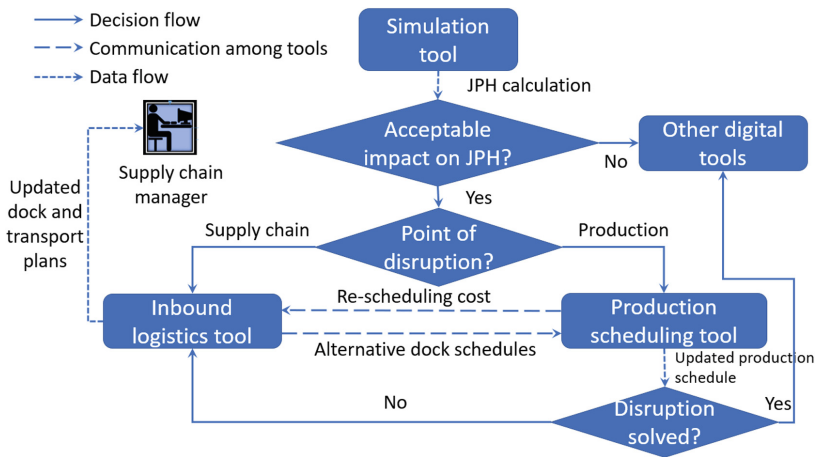 Decision flow
Communication among tools
Data flow
Simulation
tool
JPH calculation
Acceptable
impact on JPH?
No
Other digital
tools
Supply chain
manager
Updated
dock and
transport
plans
Yes
Supply chain
Point of
disruption?
Production
Inbound
logistics tool
Re-scheduling cost
Alternative dock schedules
Production
scheduling tool
Updated production
schedule
No
Disruption
solved?
Yes